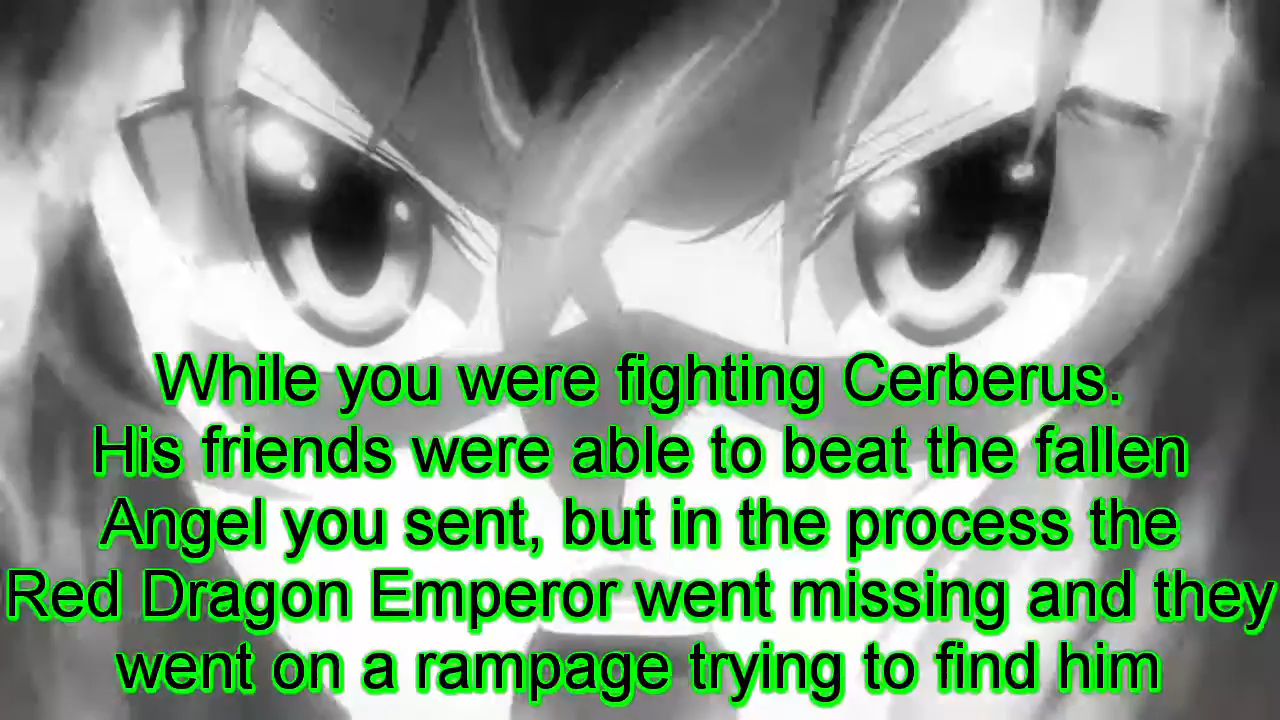 While you were fighting Cerberus.
His friends were able to beat the fallen
Angel you sent, but in the process the
Red Dragon Emperor went missing and they
went on a rampage trying to find him